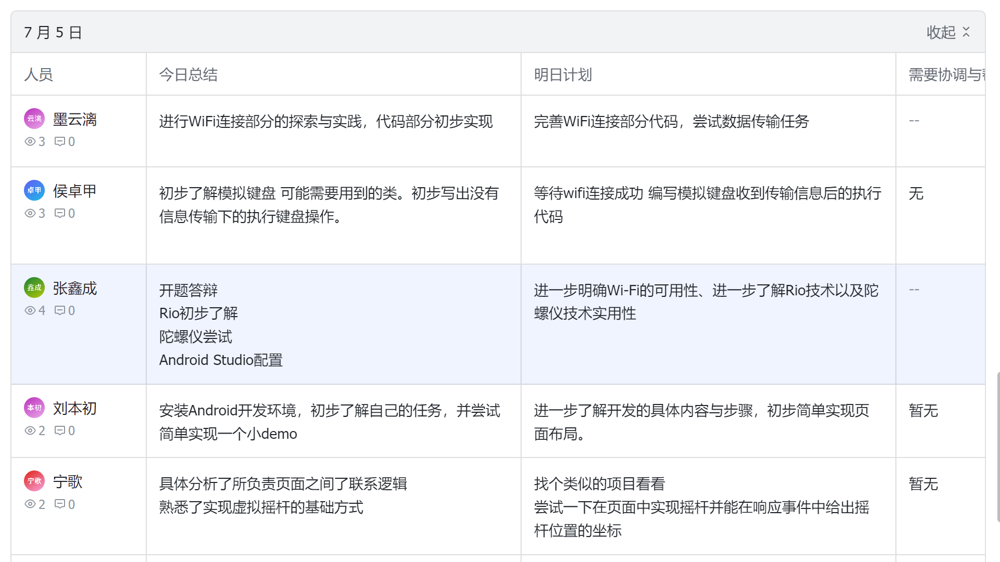 7 月 5 日
收起
人员
今日总结
明日计划
需要协调与
云漓
墨云漓
3
0
进行WiFi连接部分的探索与实践，代码部分初步实现
完善WiFi连接部分代码，尝试数据传输任务
--
卓甲
侯卓甲
3
0
初步了解模拟键盘 可能需要用到的类。初步写出没有
信息传输下的执行键盘操作。
等待wifi连接成功 编写模拟键盘收到传输信息后的执行
代码
无
鑫成
张鑫成
4
0
开题答辩
Rio初步了解
陀螺仪尝试
Android Studio配置
进一步明确Wi-Fi的可用性、进一步了解Rio技术以及陀
螺仪技术实用性
--
本初
刘本初
2
0
安装Android开发环境，初步了解自己的任务，并尝试
简单实现一个小demo
进一步了解开发的具体内容与步骤，初步简单实现页
面布局。
暂无
宁歌
宁歌
2
0
具体分析了所负责页面之间了联系逻辑
熟悉了实现虚拟摇杆的基础方式
找个类似的项目看看
尝试一下在页面中实现摇杆并能在响应事件中给出摇
杆位置的坐标
暂无